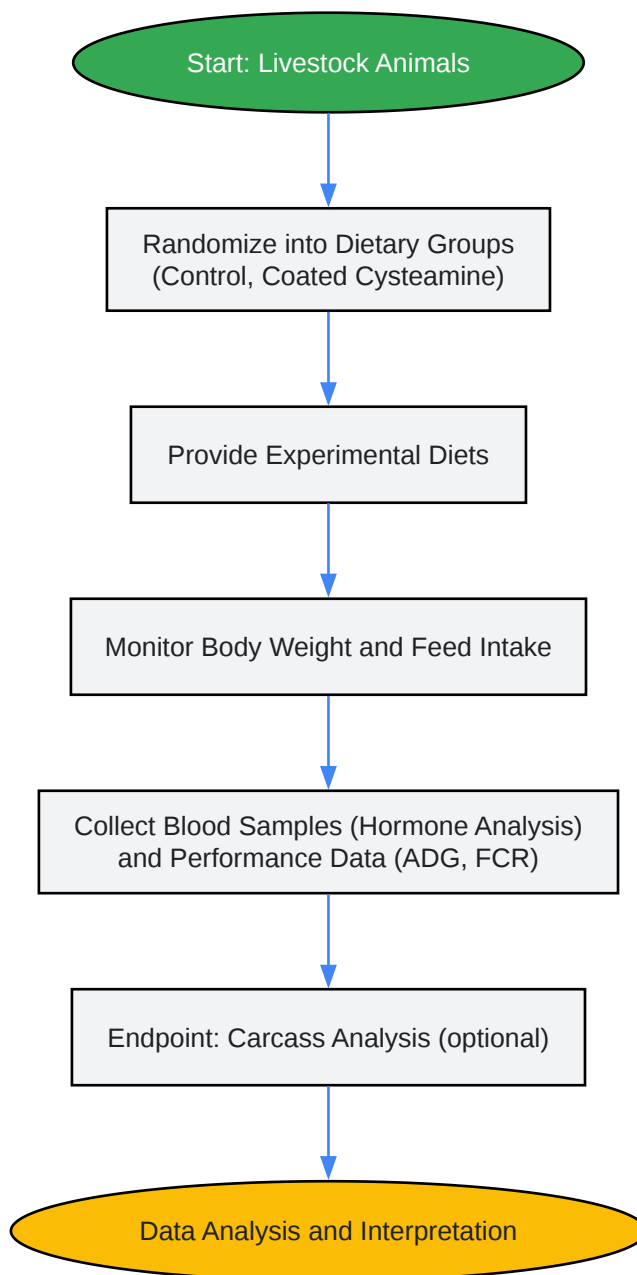 Start: Livestock Animals
Randomize into Dietary Groups
(Control, Coated Cysteamine)
Provide Experimental Diets
Monitor Body Weight and Feed Intake
Collect Blood Samples (Hormone Analysis)
and Performance Data (ADG, FCR)
Endpoint: Carcass Analysis (optional)
Data Analysis and Interpretation